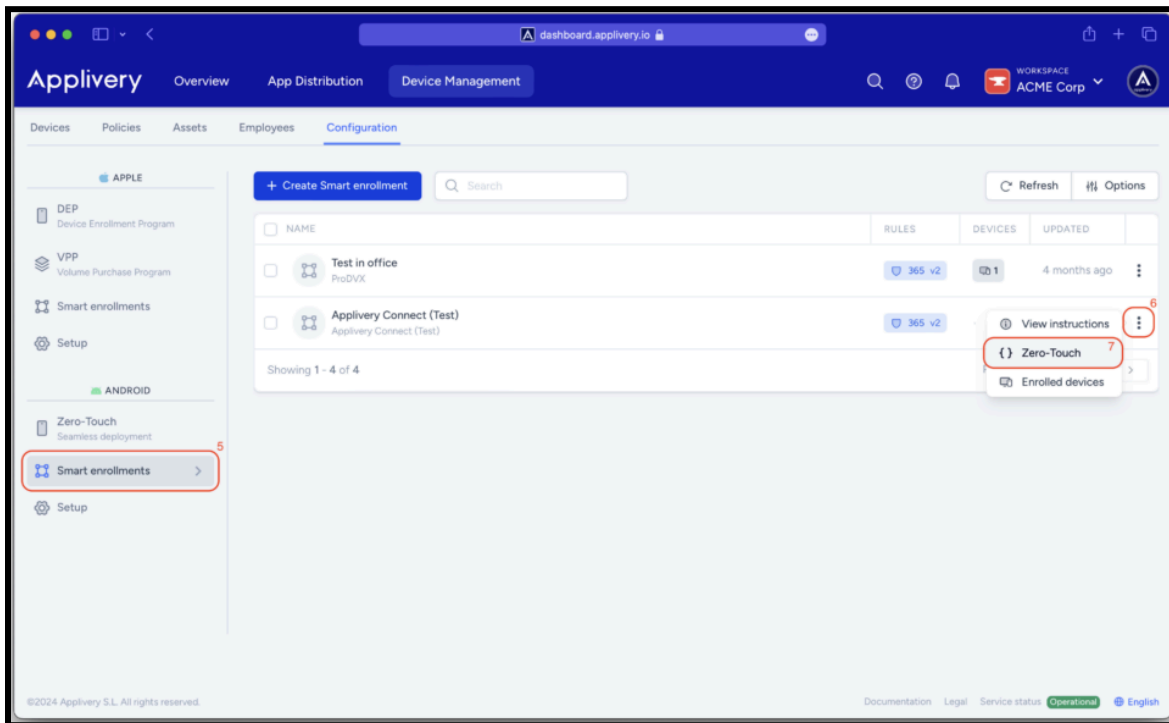 dashboard.applivery.io
Applivery
Overview
App Distribution
Device Management
WORKSPACE
ACME Corp
Devices
Policies
Assets
Employees
Configuration
APPLE
DEP
Device Enrollment Program
VPP
Volume Purchase Program
Smart enrollments
Setup
ANDROID
Zero-Touch
Seamless deployment
5
Smart enrollments
Setup
+ Create Smart enrollment
Search
Refresh
Options
NAME
RULES
DEVICES
UPDATED
Test in office
ProDVX
365 v2
1
4 months ago
Applivery Connect (Test)
Applivery Connect (Test)
365 v2
6
View instructions
{ } Zero-Touch
7
Enrolled devices
Showing 1 - 4 of 4
©2024 Applivery S.L. All rights reserved.
Documentation
Legal
Service status
Operational
English